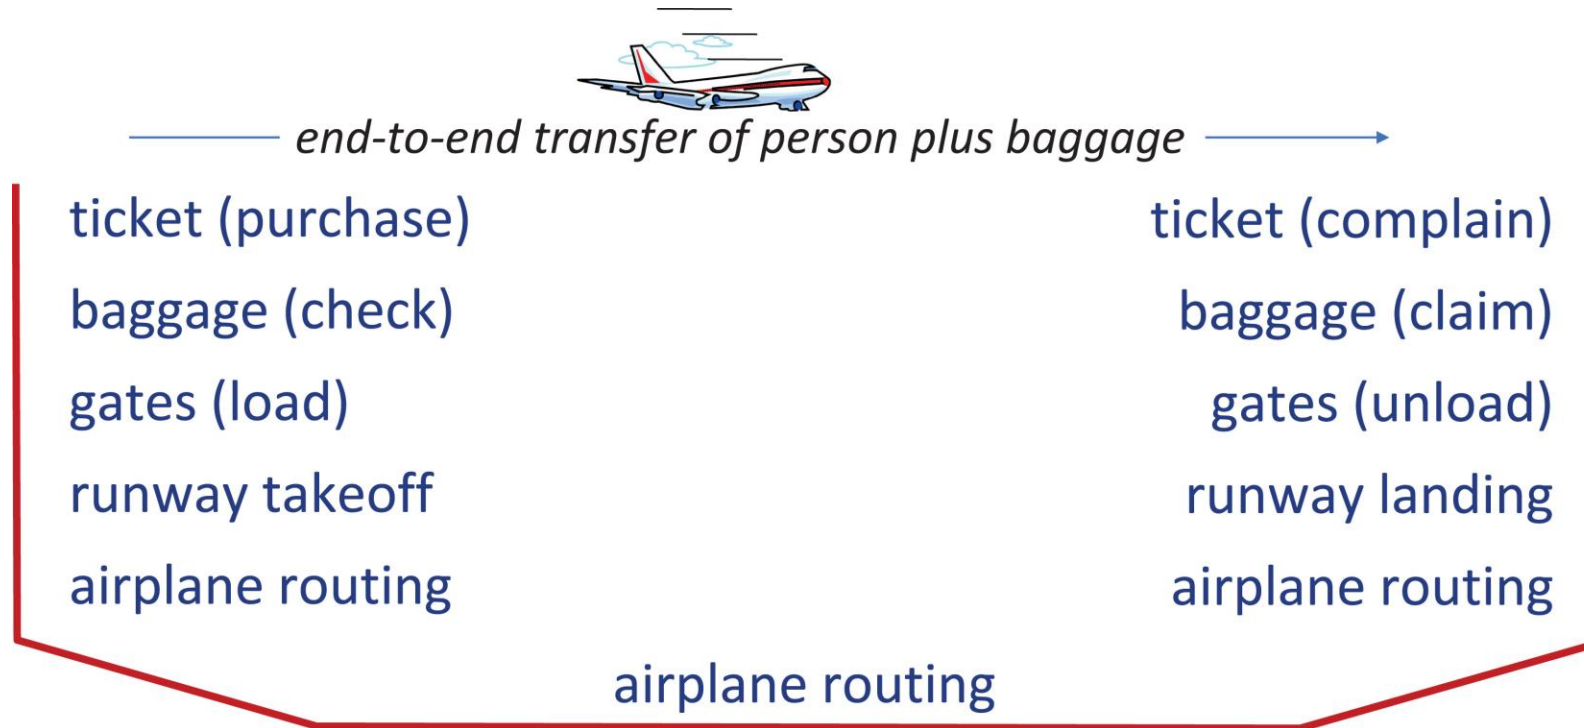 end-to-end transfer of person plus baggage
ticket (purchase)
ticket (complain)
baggage (check)
baggage (claim)
gates (load)
gates (unload)
runway takeoff
runway landing
airplane routing
airplane routing
airplane routing